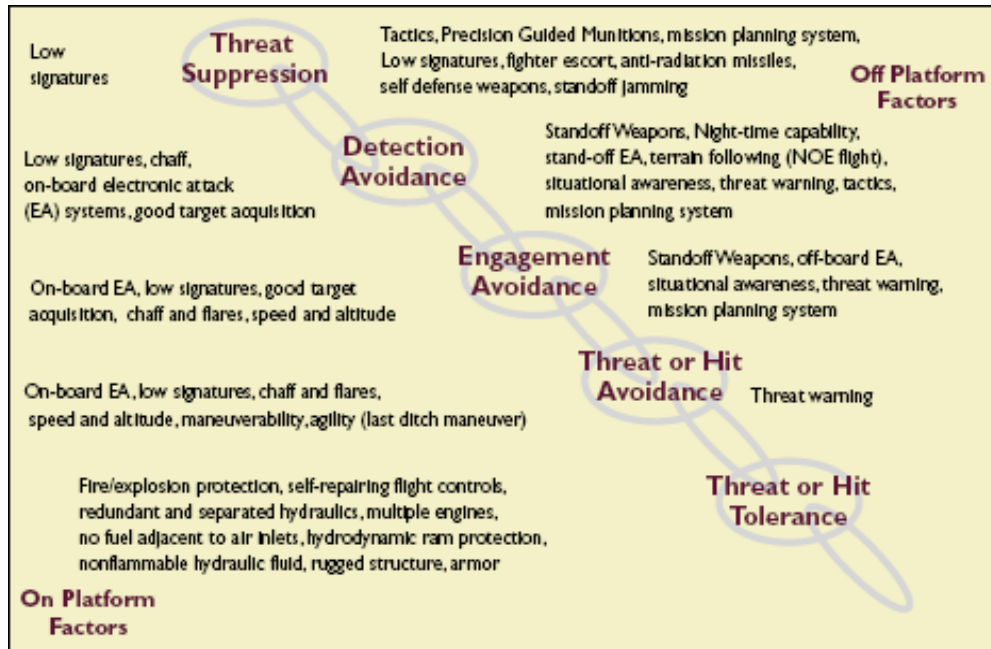 Low
signatures
Threat
Suppression
Tactics, Precision Guided Munitions, mission planning system,
Low signatures, fighter escort, anti-radiation missiles,
self defense weapons, standoff jamming
Off Platform
Factors
Low signatures, chaff,
on-board electronic attack
(EA) systems, good target acquisition
Detection
Avoidance
Standoff Weapons, Night-time capability,
stand-off EA, terrain following (NOE flight),
situational awareness, threat warning, tactics,
mission planning system
On-board EA, low signatures, good target
acquisition, chaff and flares, speed and altitude
Engagement
Avoidance
Standoff Weapons, off-board EA,
situational awareness, threat warning,
mission planning system
On-board EA, low signatures, chaff and flares,
speed and altitude, maneuverability, agility (last ditch maneuver)
Threat or Hit
Avoidance
Threat warning
Fire/explosion protection, self-repairing flight controls,
redundant and separated hydraulics, multiple engines,
no fuel adjacent to air inlets, hydrodynamic ram protection,
nonflammable hydraulic fluid, rugged structure, armor
Threat or Hit
Tolerance
On Platform
Factors